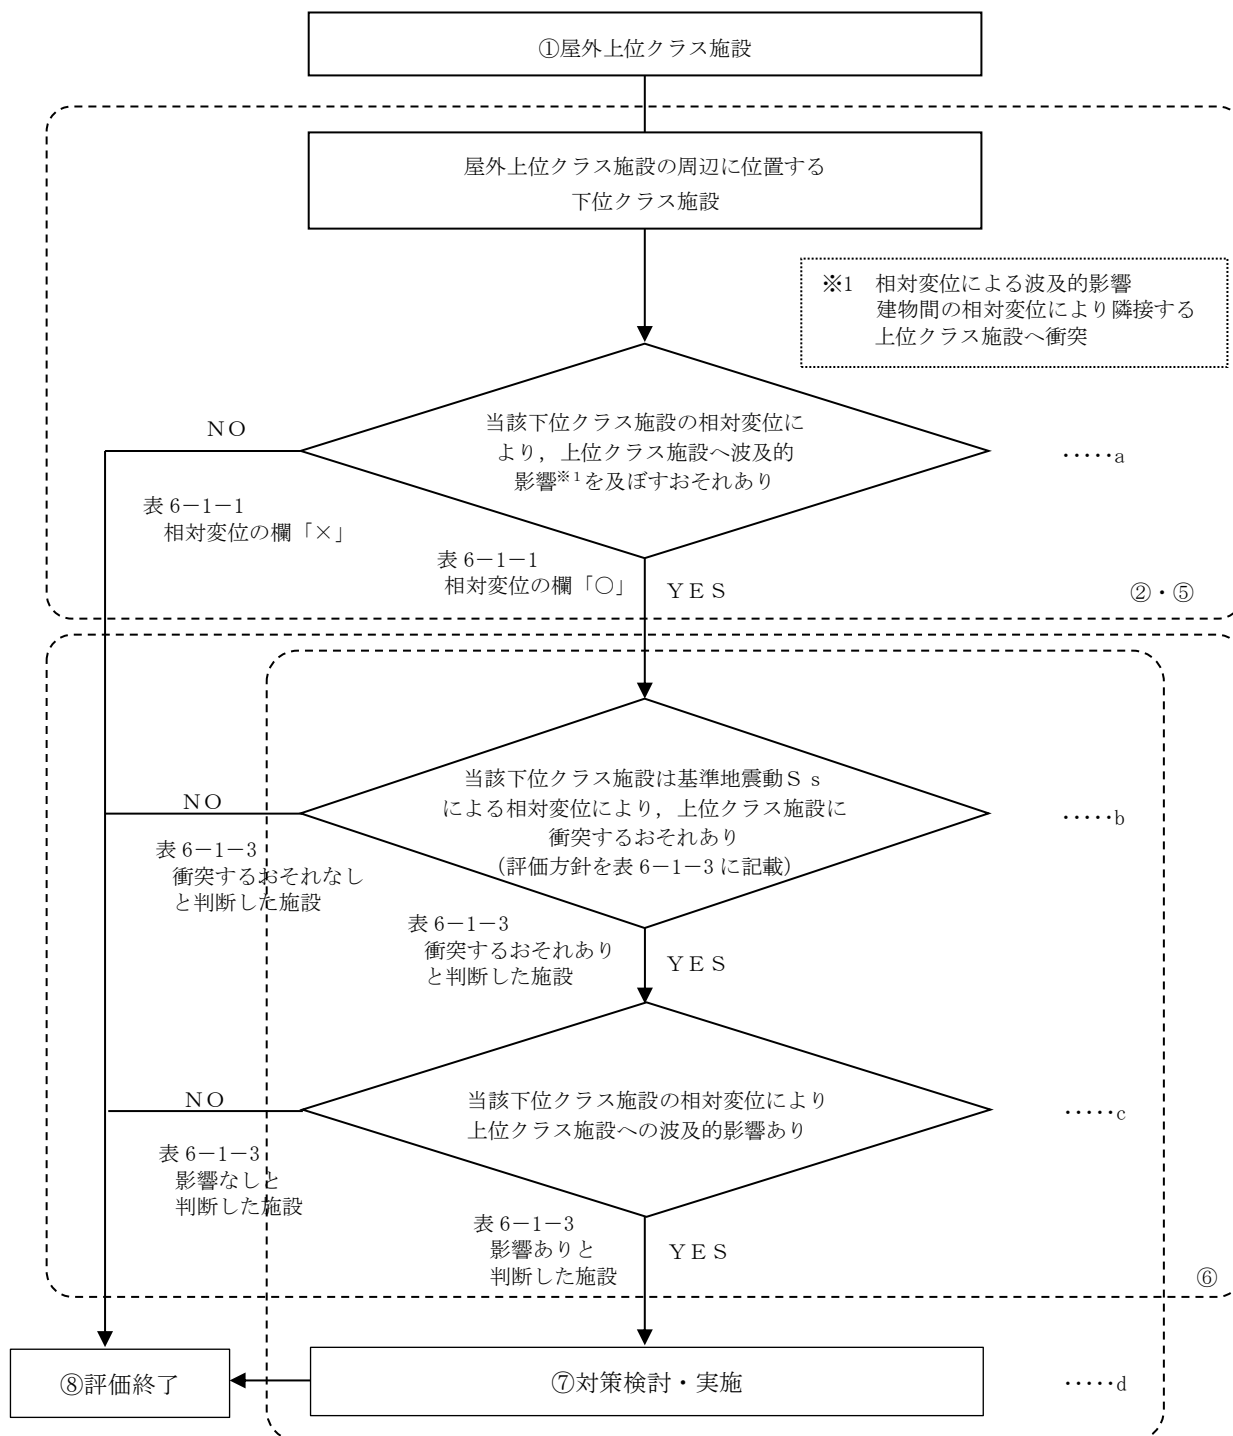 ①屋外上位クラス施設
屋外上位クラス施設の周辺に位置する
下位クラス施設
※1　相対変位による波及的影響
建物間の相対変位により隣接する
上位クラス施設へ衝突
当該下位クラス施設の相対変位に
より，上位クラス施設へ波及的
影響※1を及ぼすおそれあり
‥‥‥a
ＮＯ
表 6－1－1
相対変位の欄「×」
表 6－1－1
相対変位の欄「○」
ＹＥＳ
②・⑤
当該下位クラス施設は基準地震動Ｓｓ
による相対変位により，上位クラス施設に
衝突するおそれあり
（評価方針を表 6－1－3 に記載）
‥‥‥b
ＮＯ
表 6－1－3
衝突するおそれなし
と判断した施設
表 6－1－3
衝突するおそれあり
と判断した施設
ＹＥＳ
当該下位クラス施設の相対変位により
上位クラス施設への波及的影響あり
‥‥‥c
ＮＯ
表 6－1－3
影響なしと
判断した施設
表 6－1－3
影響ありと
判断した施設
ＹＥＳ
⑥
⑧評価終了
⑦対策検討・実施
‥‥‥d